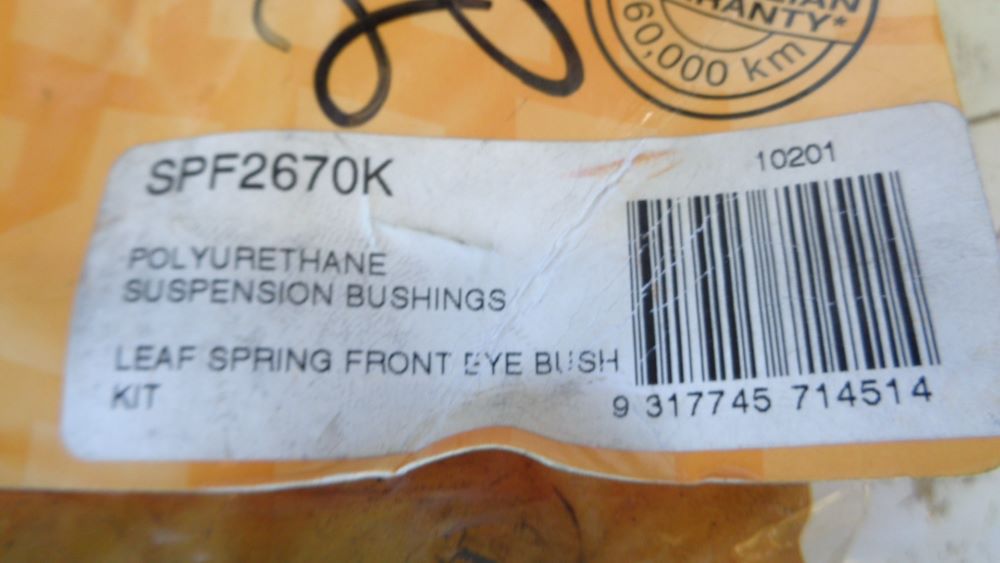 60,000 km
SPF2670K
10201
POLYURETHANE
SUSPENSION BUSHINGS
LEAF SPRING FRONT EYE BUSH
KIT
9 317745 714514